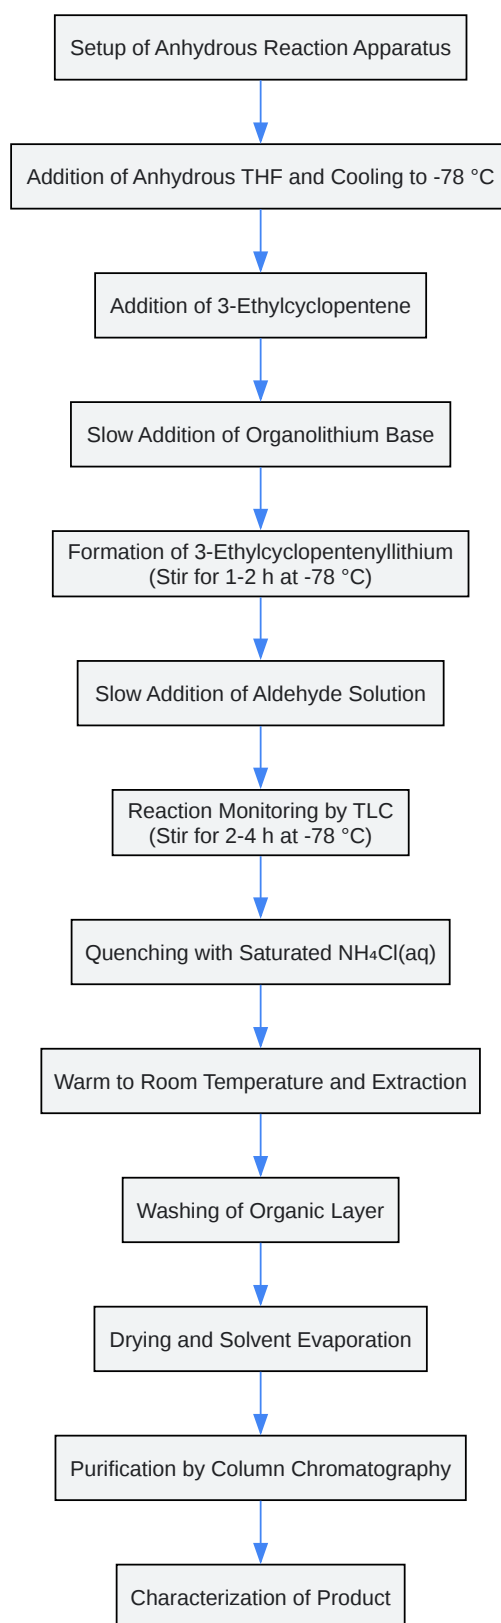 Setup of Anhydrous Reaction Apparatus
Addition of Anhydrous THF and Cooling to -78 °C
Addition of 3-Ethylcyclopentene
Slow Addition of Organolithium Base
Formation of 3-Ethylcyclopentenyllithium
(Stir for 1-2 h at -78 °C)
Slow Addition of Aldehyde Solution
Reaction Monitoring by TLC
(Stir for 2-4 h at -78 °C)
Quenching with Saturated NH₄Cl(aq)
Warm to Room Temperature and Extraction
Washing of Organic Layer
Drying and Solvent Evaporation
Purification by Column Chromatography
Characterization of Product